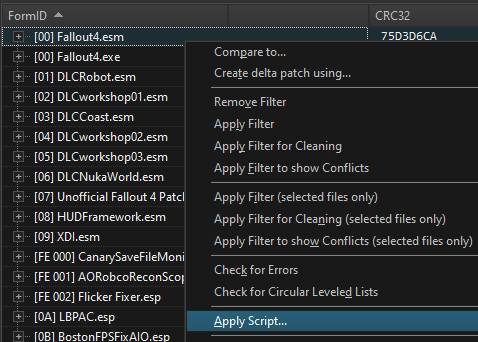 FormID
CRC32
[00] Fallout4.esm
75D3D6CA
[00] Fallout4.exe
[01] DLCRobot.esm
[02] DLCworkshop01.esm
[03] DLCCoast.esm
[04] DLCworkshop02.esm
[05] DLCworkshop03.esm
[06] DLCNukaWorld.esm
[07] Unofficial Fallout 4 Patc
[08] HUDFramework.esm
[09] XDI.esm
[FE 000] CanarySaveFileMoni
[FE 001] AORobcoReconScop
[FE 002] Flicker Fixer.esp
[0A] LBPAC.esp
[0B] BostonFPSFixAIO.esp
Compare to...
Create delta patch using...
Remove Filter
Apply Filter
Apply Filter for Cleaning
Apply Filter to show Conflicts
Apply Filter (selected files only)
Apply Filter for Cleaning (selected files only)
Apply Filter to show Conflicts (selected files only)
Check for Errors
Check for Circular Leveled Lists
Apply Script...